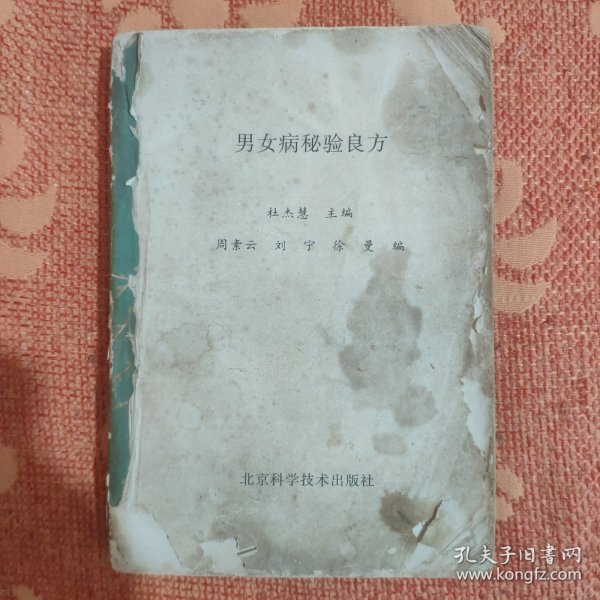 男女病秘验良方
杜杰慧 主编
周素云 刘宁 徐曼 编
北京科学技术出版社
孔夫子旧书网
www.kongfz.com